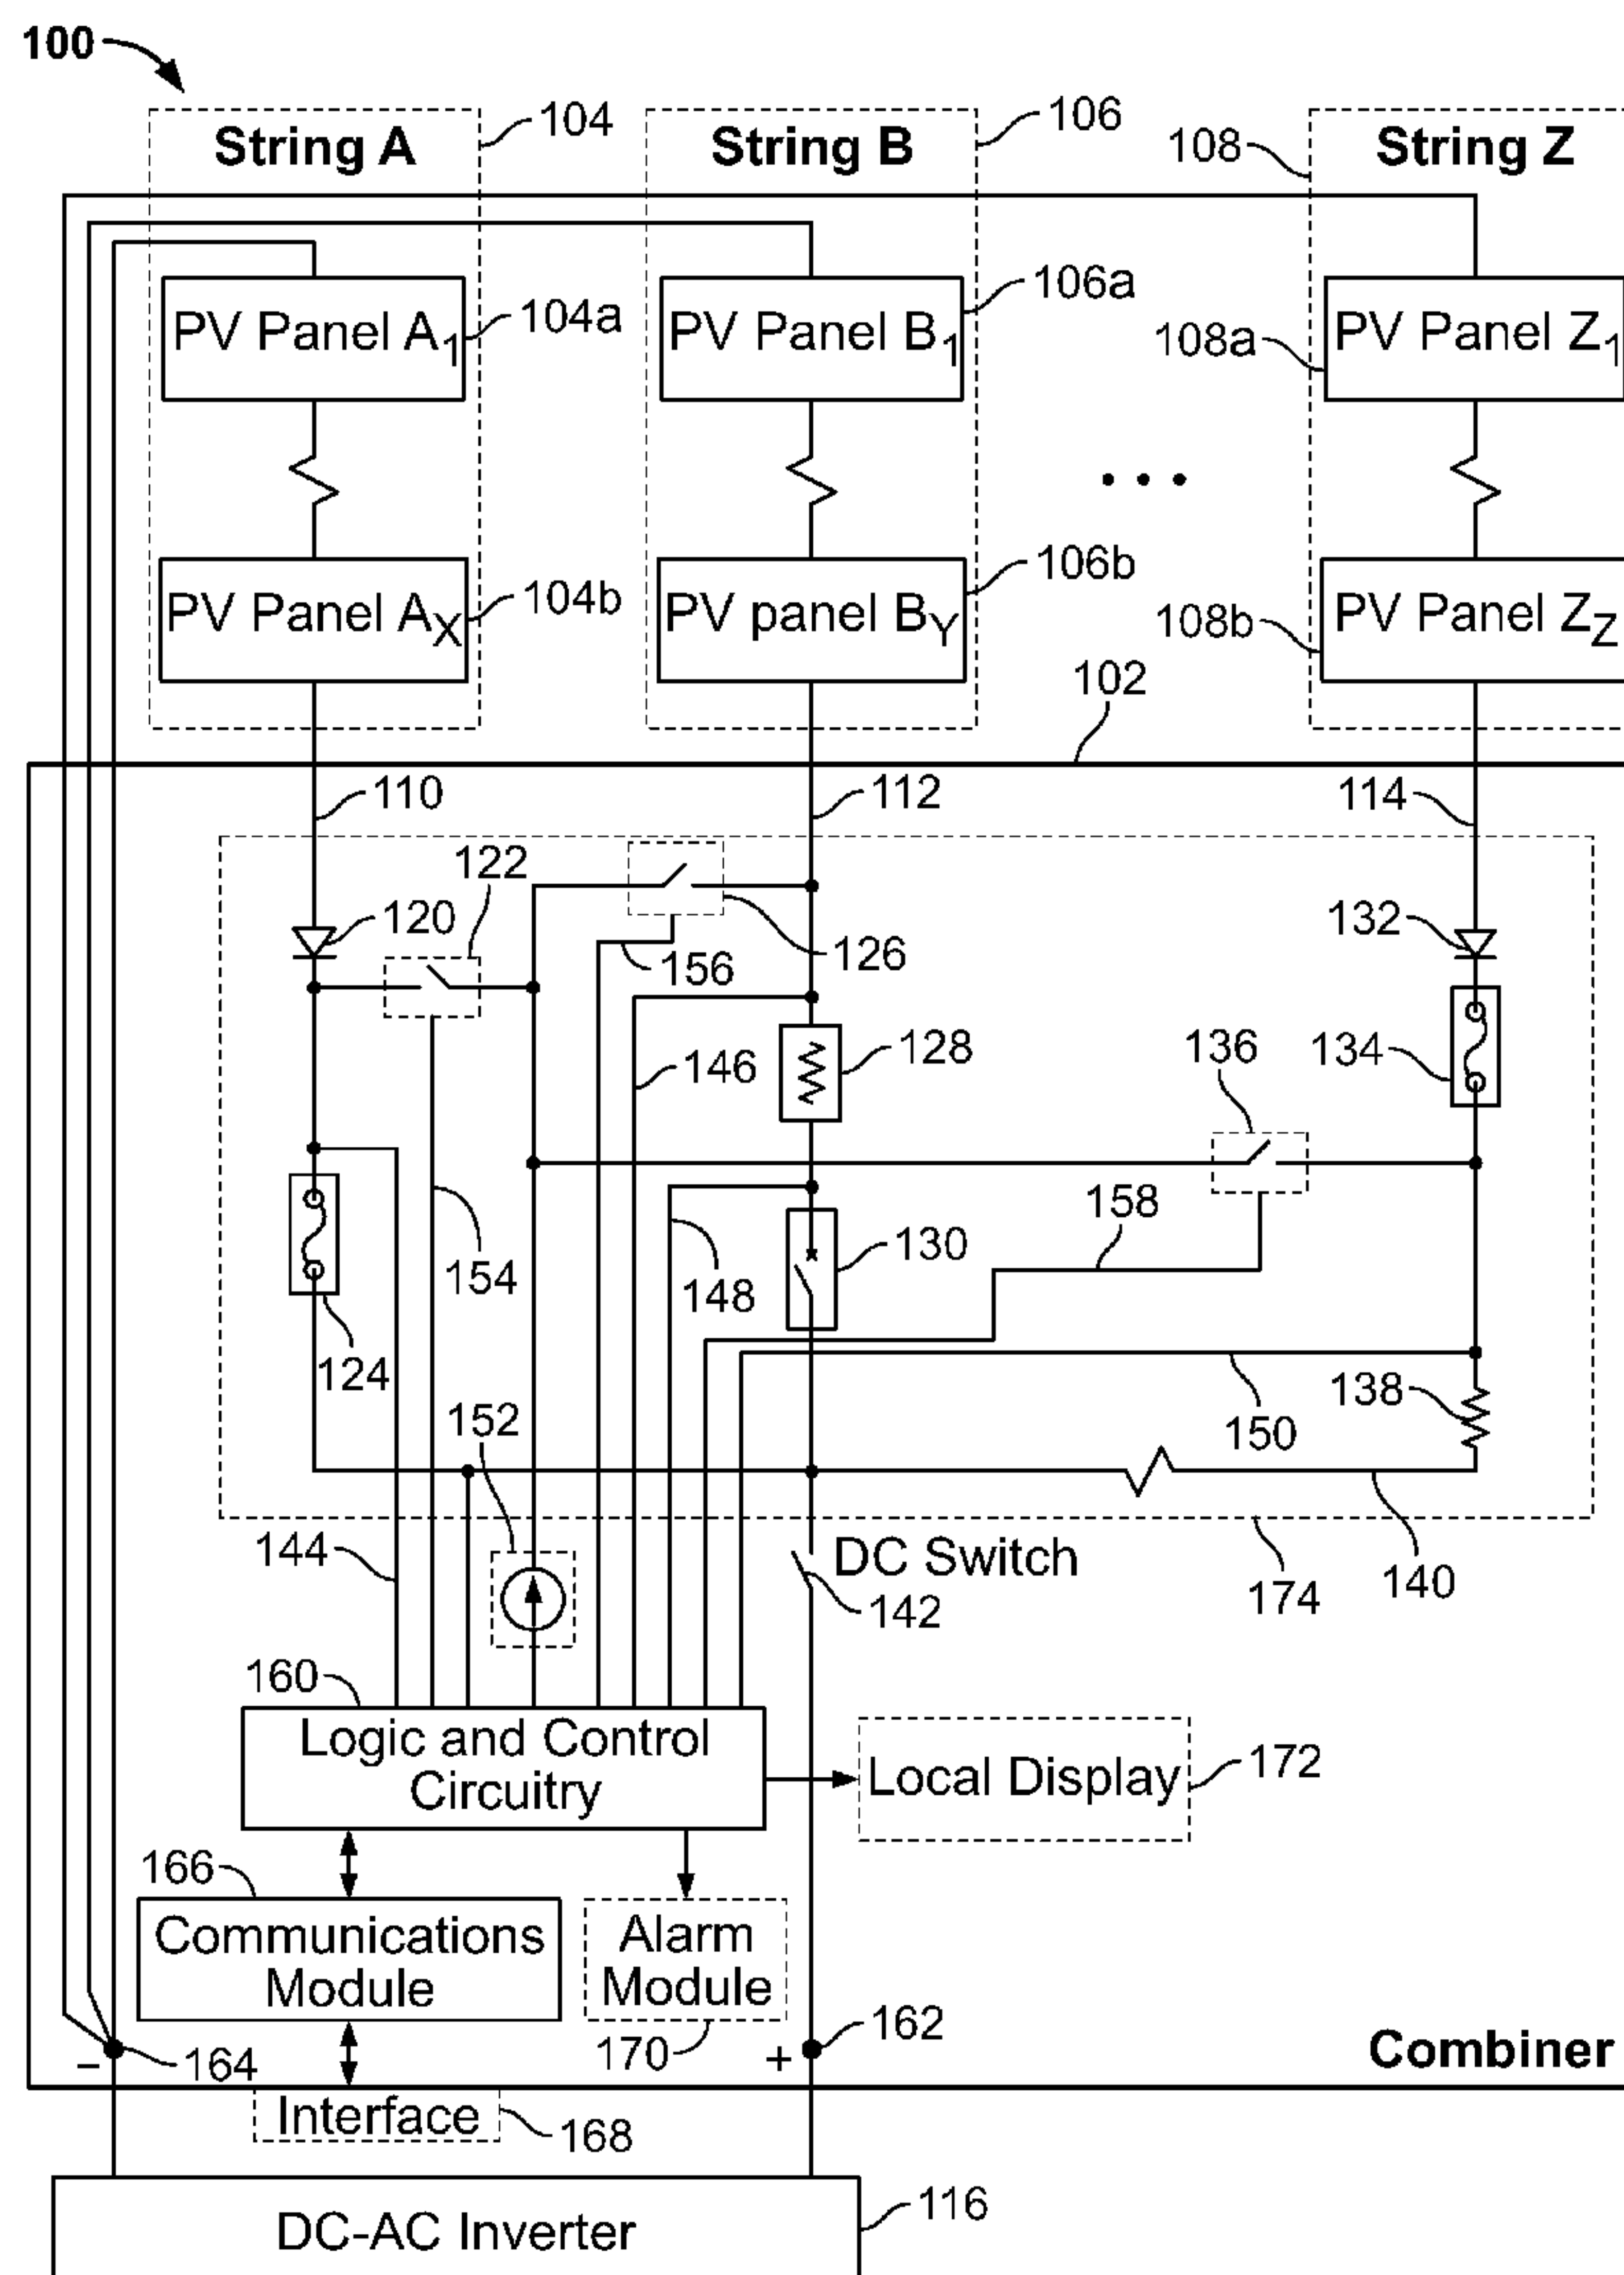 100
String A
104
String B
106
108
String Z
PV Panel A1
104a
PV Panel B1
106a
108a
PV Panel Z1
PV Panel AX
104b
PV panel BY
106b
108b
PV Panel ZZ
102
110
112
114
120
122
156
126
132
128
146
136
134
154
148
130
158
124
152
150
138
144
DC Switch
142
174
140
160
Logic and Control
Circuitry
Local Display
172
166
Communications
Module
Alarm
Module
170
162
164
–
+
Combiner
Interface
168
DC-AC Inverter
116